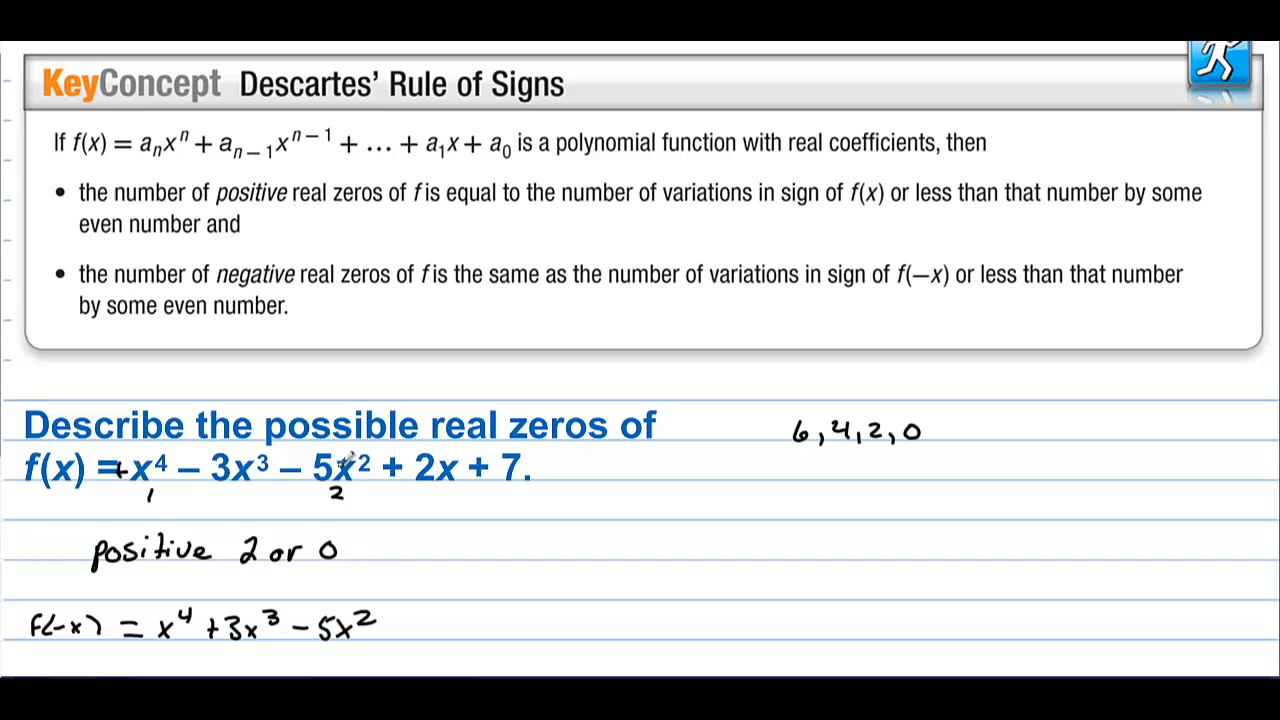 KeyConcept Descartes' Rule of Signs
If f(x) = aₙxⁿ + aₙ₋₁xⁿ⁻¹ + … + a₁x + a₀ is a polynomial function with real coefficients, then
• the number of positive real zeros of f is equal to the number of variations in sign of f(x) or less than that number by some
even number and
• the number of negative real zeros of f is the same as the number of variations in sign of f(–x) or less than that number
by some even number.
Describe the possible real zeros of
6, 4, 2, 0
f(x) = +x⁴ – 3x³ – 5x² + 2x + 7.
1 2
positive 2 or 0
f(-x) = x⁴ + 3x³ - 5x²